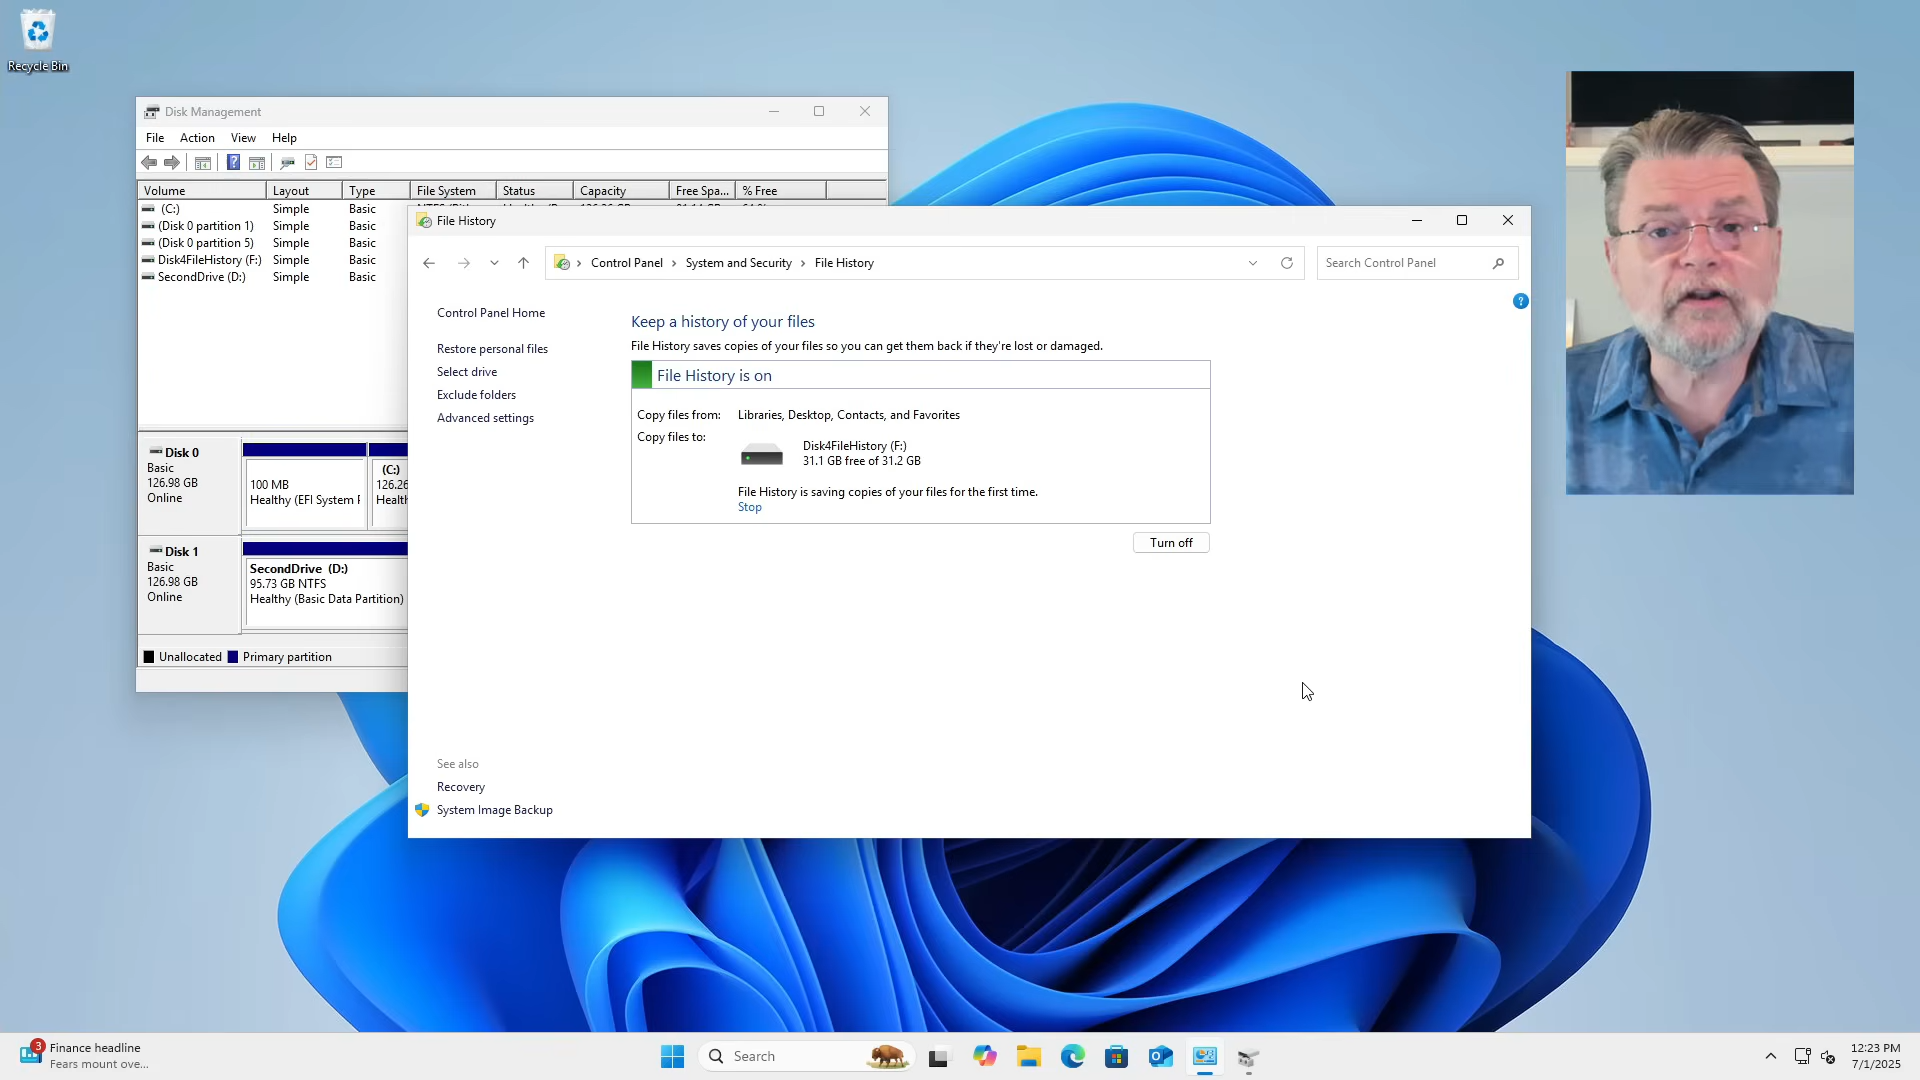 Recycle Bin
Disk Management
File Action View Help
Volume Layout Type File System Status Capacity Free Spa... % Free
(C:) Simple Basic
(Disk 0 partition 1) Simple Basic
(Disk 0 partition 5) Simple Basic
Disk4FileHistory (F:) Simple Basic
SecondDrive (D:) Simple Basic
Disk 0
Basic
126.98 GB
Online
100 MB
Healthy (EFI System
(C:)
126.26
Health
Disk 1
Basic
126.98 GB
Online
SecondDrive (D:)
95.73 GB NTFS
Healthy (Basic Data Partition)
Unallocated Primary partition
File History
Control Panel System and Security File History
Search Control Panel
?
Control Panel Home
Restore personal files
Select drive
Exclude folders
Advanced settings
Keep a history of your files
File History saves copies of your files so you can get them back if they're lost or damaged.
File History is on
Copy files from: Libraries, Desktop, Contacts, and Favorites
Copy files to:
Disk4FileHistory (F:)
31.1 GB free of 31.2 GB
File History is saving copies of your files for the first time.
Stop
Turn off
See also
Recovery
System Image Backup
3
Finance headline
Fears mount ove...
Search
12:23 PM
7/1/2025